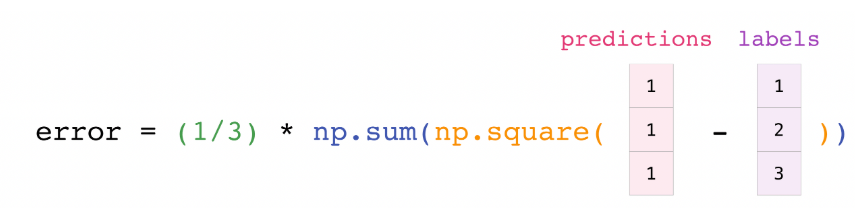 predictions labels
1 1
error = (1/3) * np.sum(np.square( 1 - 2 ))
1 3